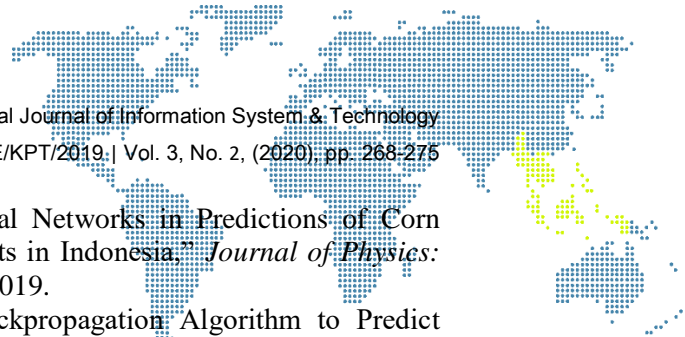 al Journal of Information System & Technology
E/KPT/2019 | Vol. 3, No. 2, (2020), pp. 268-275
al Networks in Predictions of Corn
ts in Indonesia,” Journal of Physics:
019.
ckpropagation Algorithm to Predict